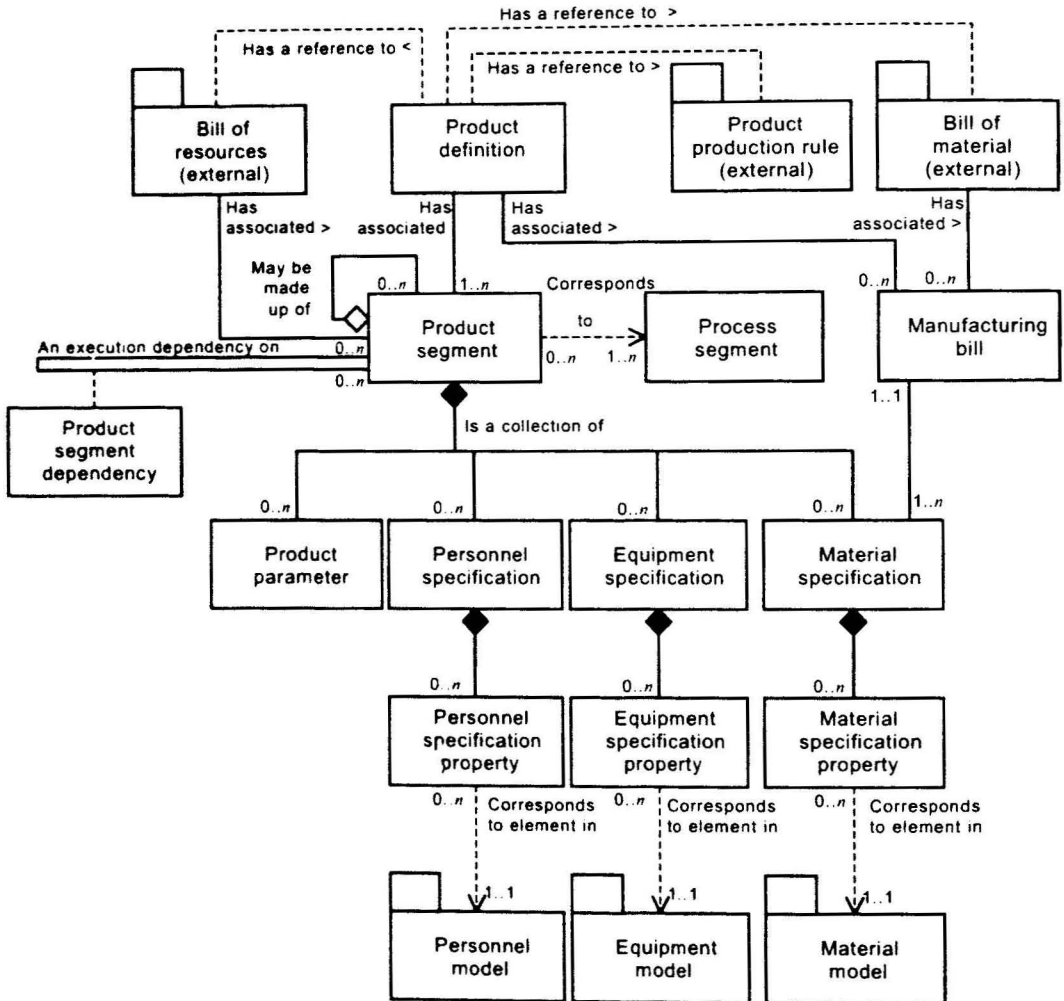 Has a reference to >
Has a reference to <
Has a reference to >
Bill of
resources
(external)
Product
definition
Product
production rule
(external)
Bill of
material
(external)
Has
associated >
Has
associated
Has
associated >
Has
associated >
May be
made
up of
0..n
1..n
Corresponds
to
0..n
0..n
Product
segment
0..n
1..n
Process
segment
Manufacturing
bill
An execution dependency on
0..n
0..n
1..1
Product
segment
dependency
Is a collection of
0..n
0..n
0..n
0..n
1..n
Product
parameter
Personnel
specification
Equipment
specification
Material
specification
0..n
0..n
0..n
Personnel
specification
property
Equipment
specification
property
Material
specification
property
0..n
Corresponds
to element in
0..n
Corresponds
to element in
0..n
Corresponds
to element in
1..1
1..1
1..1
Personnel
model
Equipment
model
Material
model